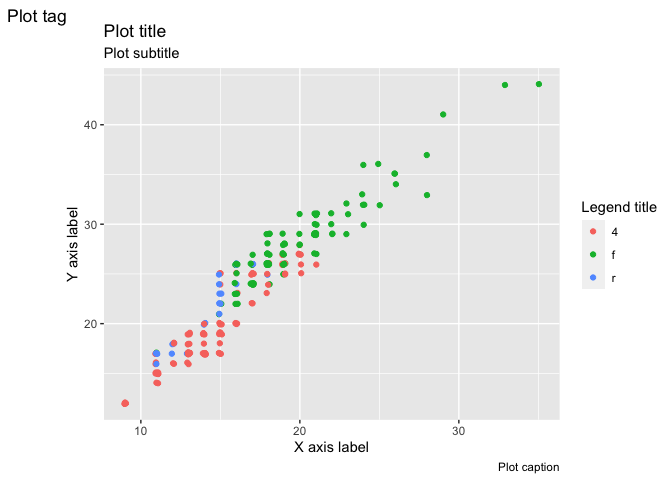 Plot tag
Plot title
Plot subtitle
Y axis label
40
30
20
10
20
30
X axis label
Legend title
4
f
r
Plot caption